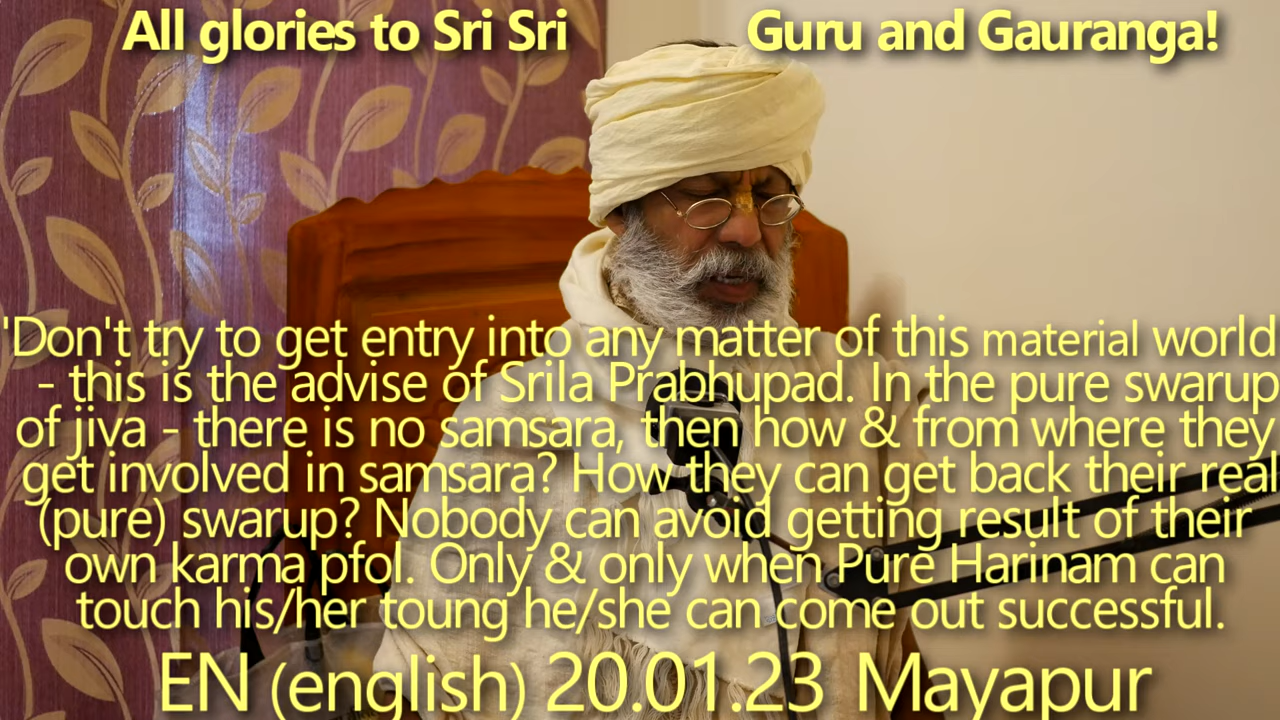 All glories to Sri Sri Guru and Gauranga!
'Don't try to get entry into any matter of this material world
- this is the advise of Srila Prabhupad. In the pure swarup
of jiva - there is no samsara, then how & from where they
get involved in samsara? How they can get back their real
(pure) swarup? Nobody can avoid getting result of their
own karma pfol. Only & only when Pure Harinam can
touch his/her toung he/she can come out successful.
EN (english) 20.01.23 Mayapur